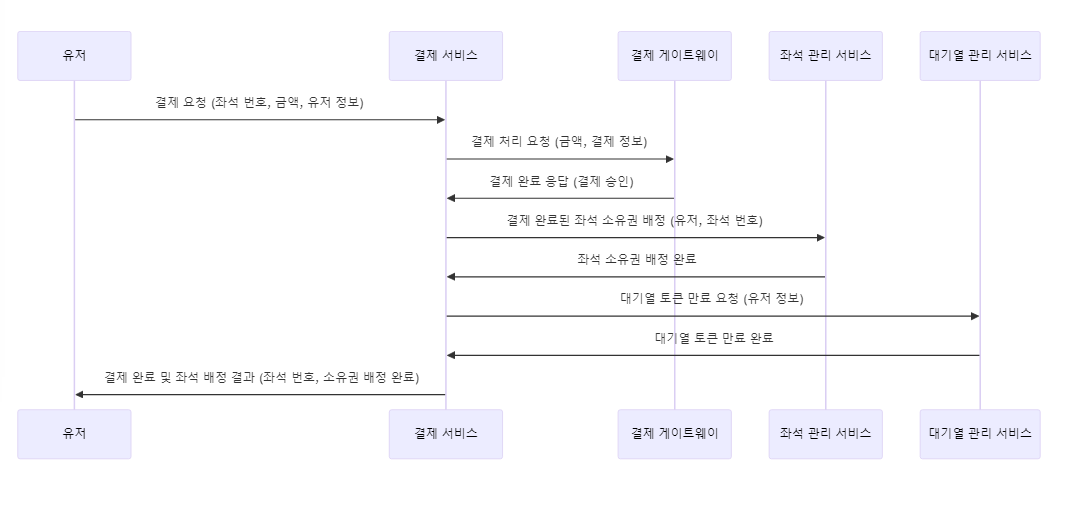 유저
결제 서비스
결제 게이트웨이
좌석 관리 서비스
대기열 관리 서비스
결제 요청 (좌석 번호, 금액, 유저 정보)
결제 처리 요청 (금액, 결제 정보)
결제 완료 응답 (결제 승인)
결제 완료된 좌석 소유권 배정 (유저, 좌석 번호)
좌석 소유권 배정 완료
대기열 토큰 만료 요청 (유저 정보)
대기열 토큰 만료 완료
결제 완료 및 좌석 배정 결과 (좌석 번호, 소유권 배정 완료)
유저
결제 서비스
결제 게이트웨이
좌석 관리 서비스
대기열 관리 서비스